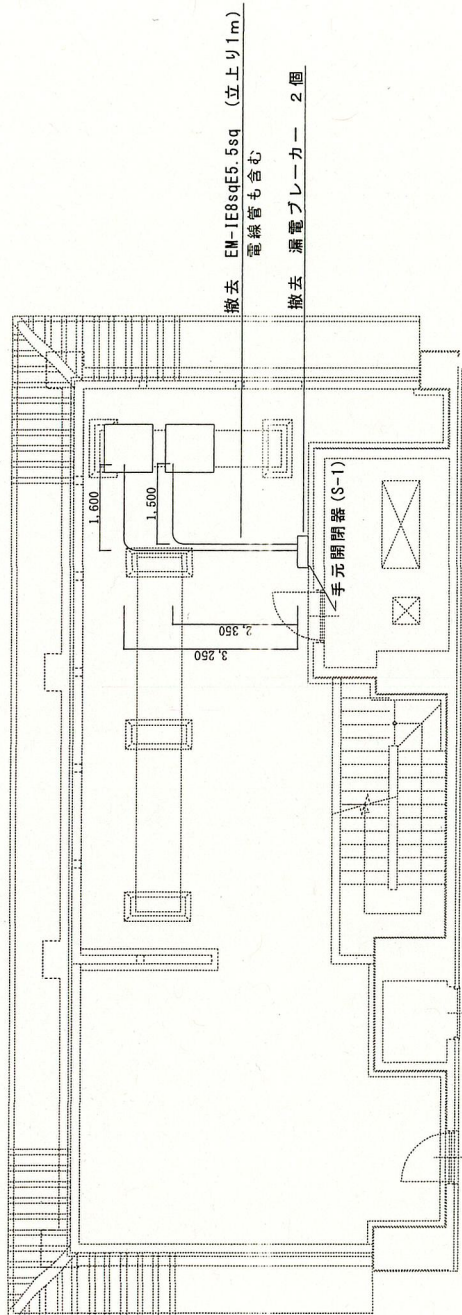 撤去 EM-IE8sqE5.5sq (立上り1m)
電線管も含む
撤去 漏電ブレーカー 2個
1,600
1,500
3,250
2,350
手元開閉器(S-1)